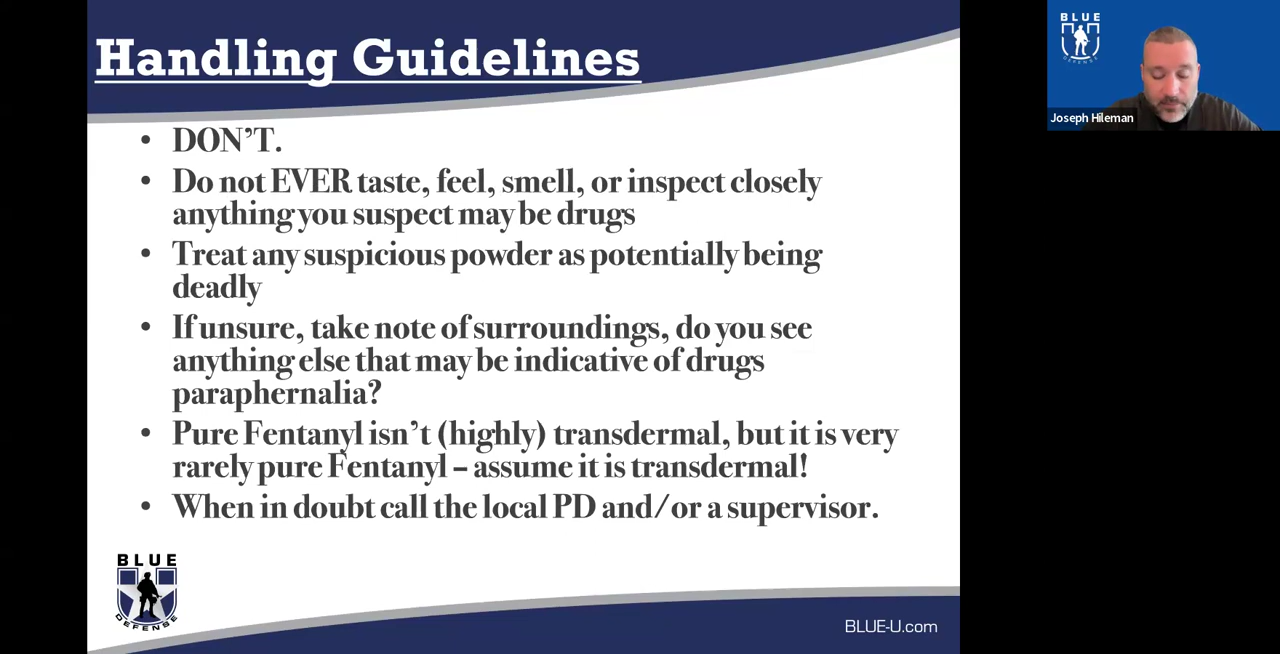 Handling Guidelines
• DON'T.
• Do not EVER taste, feel, smell, or inspect closely
anything you suspect may be drugs
• Treat any suspicious powder as potentially being
deadly
• If unsure, take note of surroundings, do you see
anything else that may be indicative of drugs
paraphernalia?
• Pure Fentanyl isn't (highly) transdermal, but it is very
rarely pure Fentanyl – assume it is transdermal!
• When in doubt call the local PD and/or a supervisor.
BLUE
DEFENSE
BLUE-U.com
BLUE
DEFENSE
Joseph Hileman